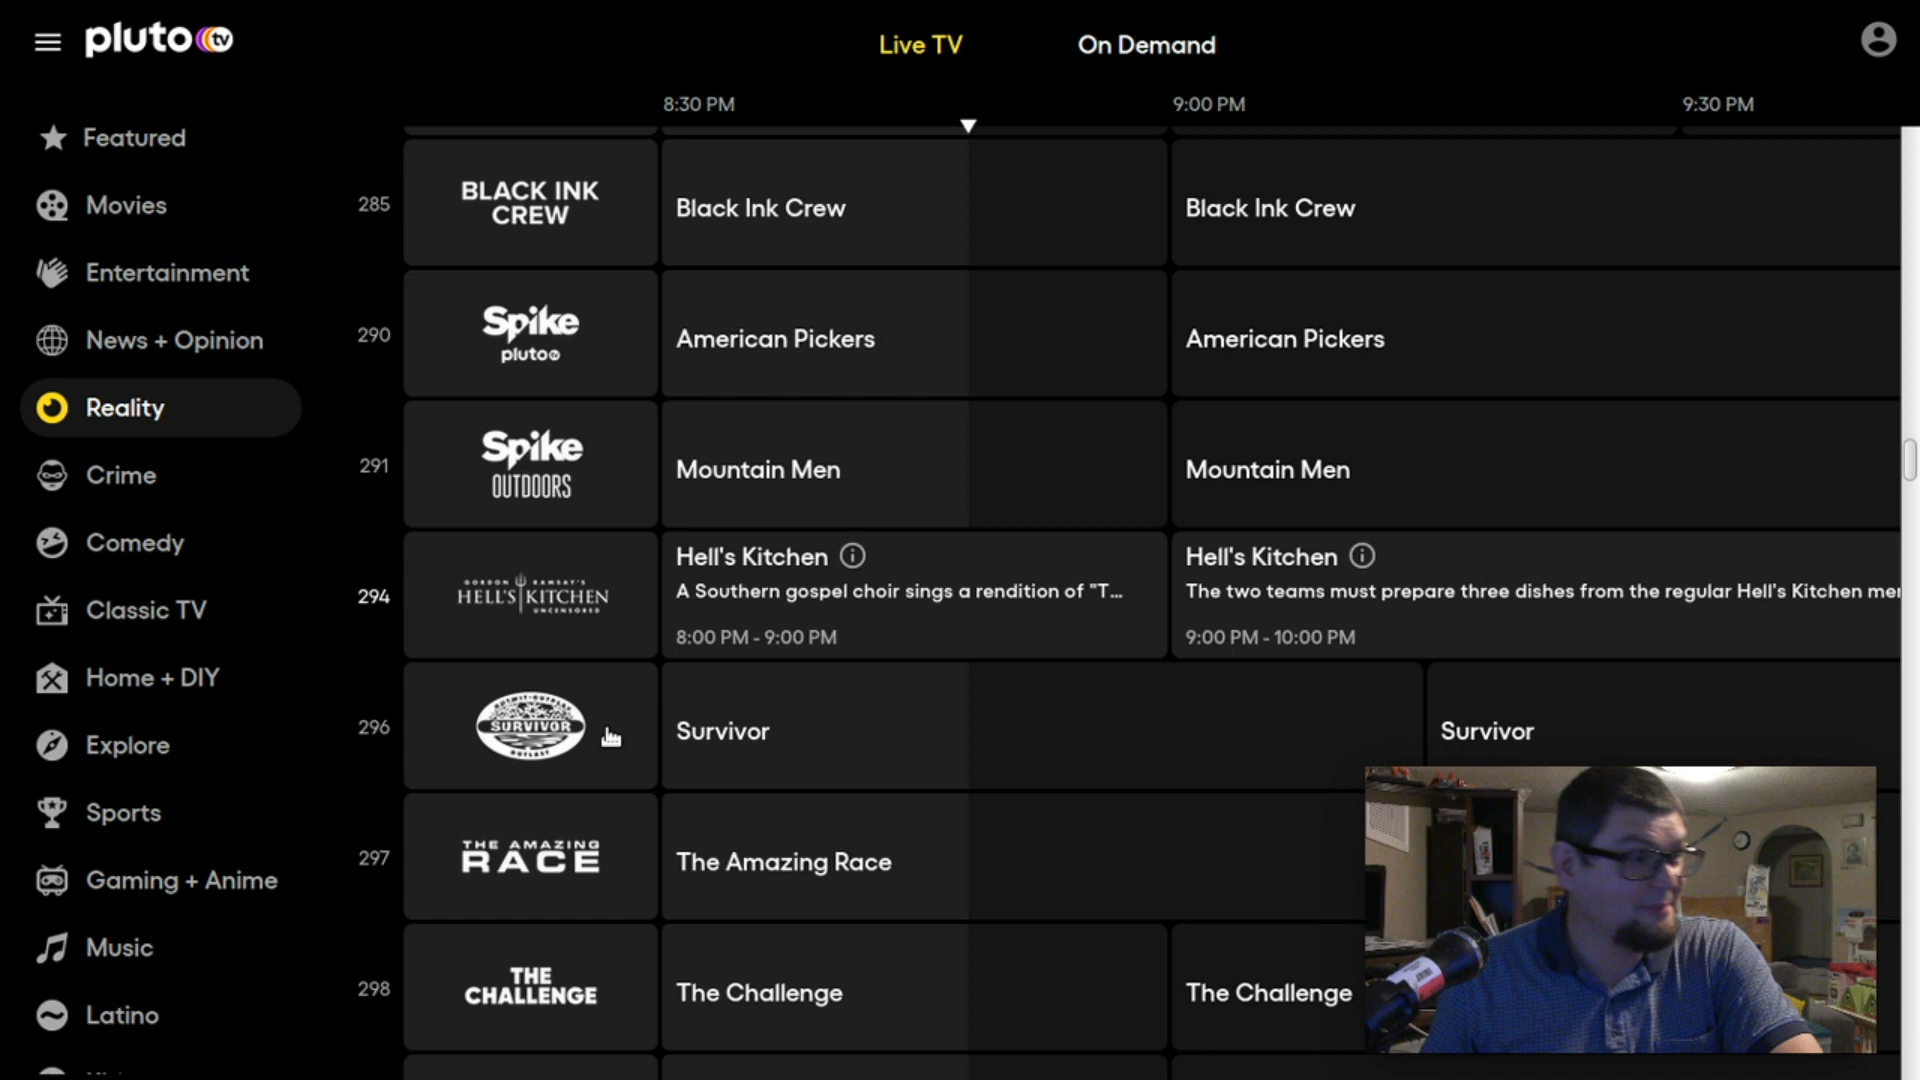 pluto tv
Live TV
On Demand
8:30 PM
9:00 PM
9:30 PM
Featured
Movies
Entertainment
News + Opinion
Reality
Crime
Comedy
Classic TV
Home + DIY
Explore
Sports
Gaming + Anime
Music
Latino
285
BLACK INK
CREW
Black Ink Crew
Black Ink Crew
290
Spike
pluto tv
American Pickers
American Pickers
291
Spike
OUTDOORS
Mountain Men
Mountain Men
294
GORDON RAMSAY'S
HELL'S KITCHEN
UNCENSORED
Hell's Kitchen
A Southern gospel choir sings a rendition of "T...
8:00 PM - 9:00 PM
Hell's Kitchen
The two teams must prepare three dishes from the regular Hell's Kitchen mer
9:00 PM - 10:00 PM
296
SURVIVOR
Survivor
Survivor
297
THE AMAZING
RACE
The Amazing Race
298
THE
CHALLENGE
The Challenge
The Challenge